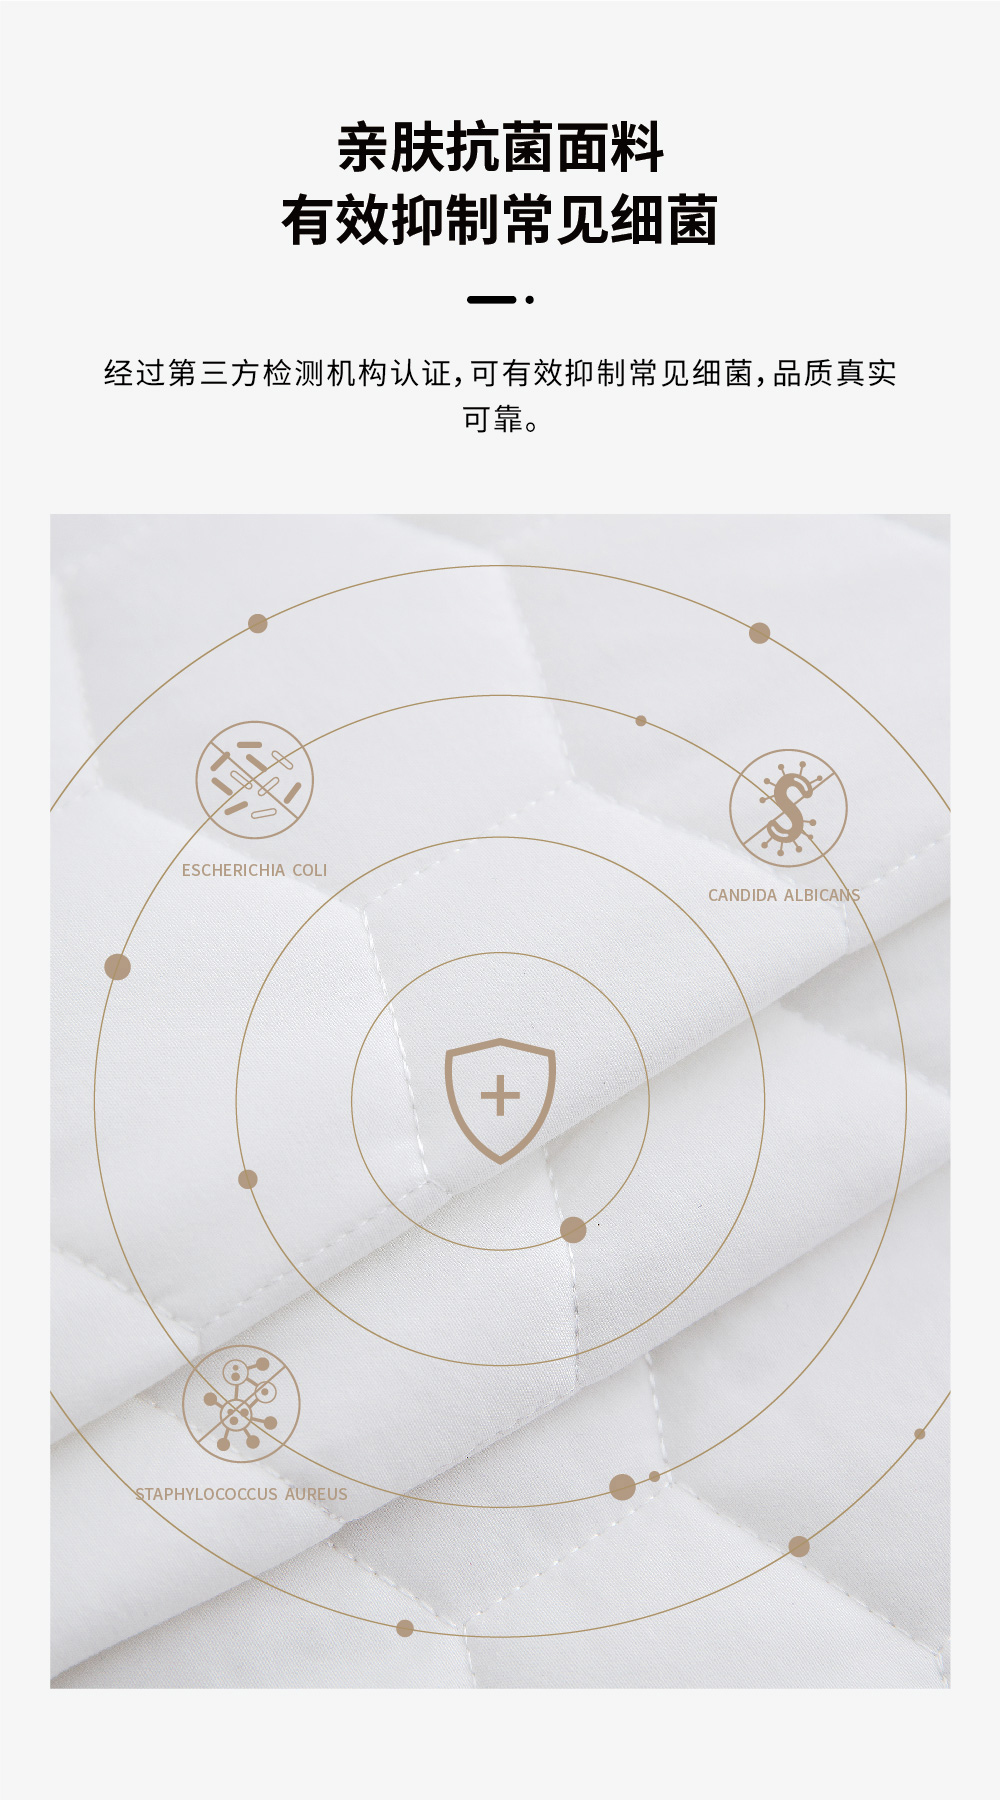 亲肤抗菌面料
有效抑制常见细菌
经过第三方检测机构认证,可有效抑制常见细菌,品质真实
可靠。
ESCHERICHIA COLI
CANDIDA ALBICANS
STAPHYLOCOCCUS AUREUS